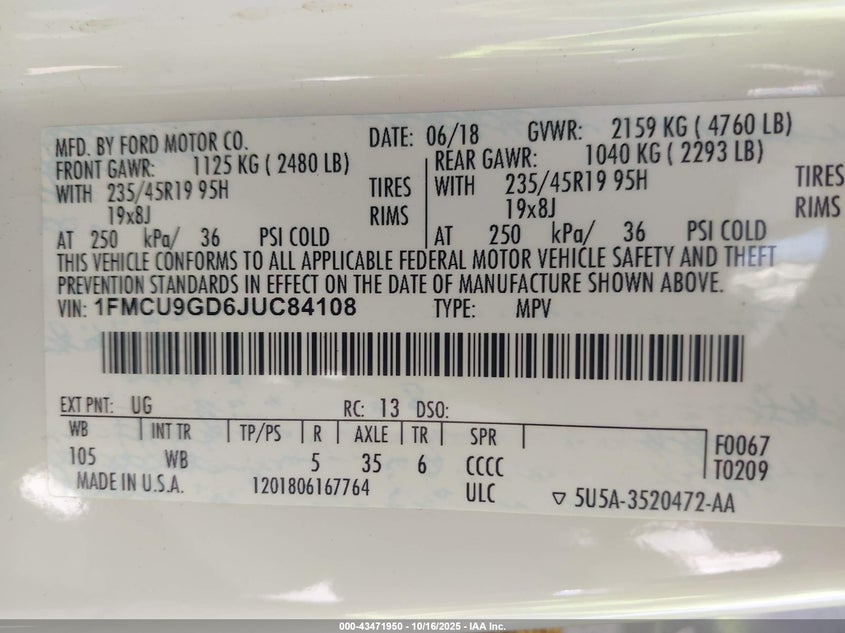 MFD. BY FORD MOTOR CO. DATE: 06/18 GVWR: 2159 KG ( 4760 LB)
FRONT GAWR: 1125 KG ( 2480 LB) REAR GAWR: 1040 KG ( 2293 LB)
WITH 235/45R19 95H TIRES WITH 235/45R19 95H TIRES
19x8J RIMS 19x8J RIMS
AT 250 kPa/ 36 PSI COLD AT 250 kPa/ 36 PSI COLD
THIS VEHICLE CONFORMS TO ALL APPLICABLE FEDERAL MOTOR VEHICLE SAFETY AND THEFT
PREVENTION STANDARDS IN EFFECT ON THE DATE OF MANUFACTURE SHOWN ABOVE.
VIN: 1FMCU9GD6JUC84108 TYPE: MPV
EXT PNT: UG RC: 13 DSO:
WB INT TR TP/PS R AXLE TR SPR F0067
105 WB 5 35 6 CCCC T0209
MADE IN U.S.A. 1201806167764 ULC ▽ 5U5A-3520472-AA
000-43471950 - 10/16/2025 - IAA Inc.